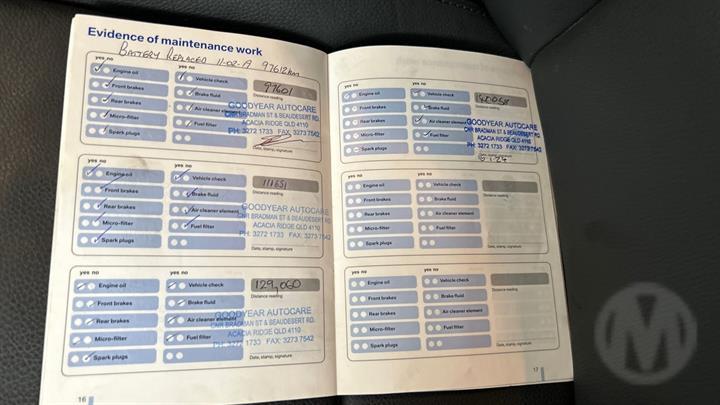 Evidence of maintenance work
BATTERY REPLACED 11-02-19 97612km
yes no
yes no
Engine oil
Vehicle check
97601
Front brakes
Brake fluid
Distance reading
Rear brakes
Air cleaner element
Micro-filter
Fuel filter
Spark plugs
Date, stamp, signature
GOODYEAR AUTOCARE
CNR BRADMAN ST & BEAUDESERT RD.
ACACIA RIDGE QLD 4110
PH: 3272 1733 FAX: 3273 7542
yes no
yes no
Engine oil
Vehicle check
111651
Front brakes
Brake fluid
Distance reading
Rear brakes
Air cleaner element
Micro-filter
Fuel filter
Spark plugs
Date, stamp, signature
GOODYEAR AUTOCARE
CNR BRADMAN ST & BEAUDESERT RD.
ACACIA RIDGE QLD 4110
PH: 3272 1733 FAX: 3273 7542
yes no
yes no
Engine oil
Vehicle check
129,060
Front brakes
Brake fluid
Distance reading
Rear brakes
Air cleaner element
Micro-filter
Fuel filter
Spark plugs
Date, stamp, signature
GOODYEAR AUTOCARE
CNR BRADMAN ST & BEAUDESERT RD.
ACACIA RIDGE QLD 4110
PH: 3272 1733 FAX: 3273 7542
16
yes no
yes no
Engine oil
Vehicle check
Front brakes
Brake fluid
Distance reading
Rear brakes
Air cleaner element
Micro-filter
Fuel filter
Spark plugs
Date, stamp, signature
GOODYEAR AUTOCARE
CNR BRADMAN ST & BEAUDESERT RD.
ACACIA RIDGE QLD 4110
PH: 3272 1733 FAX: 3273 7542
yes no
yes no
Engine oil
Vehicle check
Front brakes
Brake fluid
Distance reading
Rear brakes
Air cleaner element
Micro-filter
Fuel filter
Spark plugs
Date, stamp, signature
yes no
yes no
Engine oil
Vehicle check
Front brakes
Brake fluid
Distance reading
Rear brakes
Air cleaner element
Micro-filter
Fuel filter
Spark plugs
Date, stamp, signature
17
M